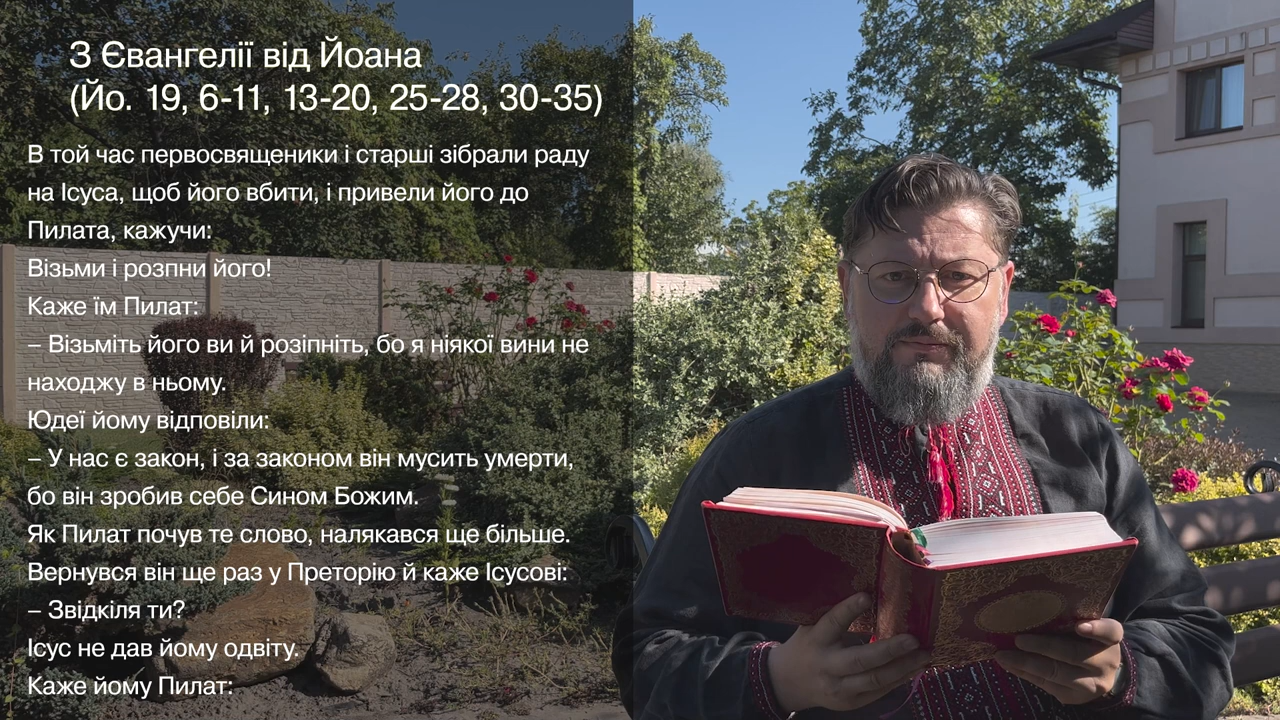 З Євангелії від Йоана
(Йо. 19, 6-11, 13-20, 25-28, 30-35)
В той час первосвященики і старші зібрали раду
на Ісуса, щоб його вбити, і привели його до
Пилата, кажучи:
Візьми і розпни його!
Каже їм Пилат:
– Візьміть його ви й розіпніть, бо я ніякої вини не
находжу в ньому.
Юдеї йому відповіли:
– У нас є закон, і за законом він мусить умерти,
бо він зробив себе Сином Божим.
Як Пилат почув те слово, налякався ще більше.
Вернувся він ще раз у Преторію й каже Ісусові:
– Звідкіля ти?
Ісус не дав йому одвіту.
Каже йому Пилат: